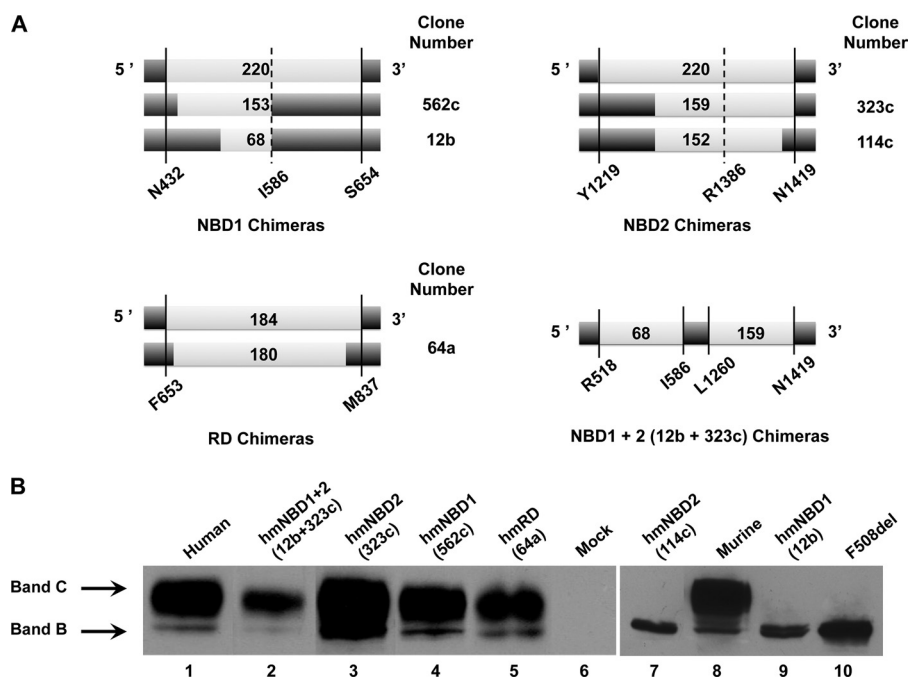 A
Clone
Number
5 ’ 220 3’
153 562c
68 12b
N432 I586 S654
NBD1 Chimeras
Clone
Number
5 ’ 220 3’
159 323c
152 114c
Y1219 R1386 N1419
NBD2 Chimeras
Clone
Number
5 ’ 184 3’
180 64a
F653 M837
RD Chimeras
5 ’ 68 159 3’
R518 I586 L1260 N1419
NBD1 + 2 (12b + 323c) Chimeras
B
Human
hmNBD1+2
(12b+323c)
hmNBD2
(323c)
hmNBD1
(562c)
hmRD
(64a)
Mock
hmNBD2
(114c)
Murine
hmNBD1
(12b)
F508del
Band C
Band B
1 2 3 4 5 6 7 8 9 10